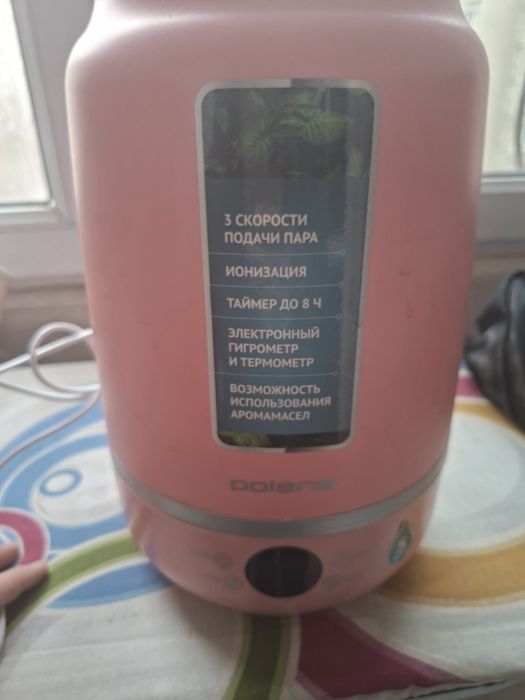 3 СКОРОСТИ
ПОДАЧИ ПАРА
ИОНИЗАЦИЯ
ТАЙМЕР ДО 8 Ч
ЭЛЕКТРОННЫЙ
ГИГРОМЕТР
И ТЕРМОМЕТР
ВОЗМОЖНОСТЬ
ИСПОЛЬЗОВАНИЯ
АРОМАМАСЕЛ
polaris